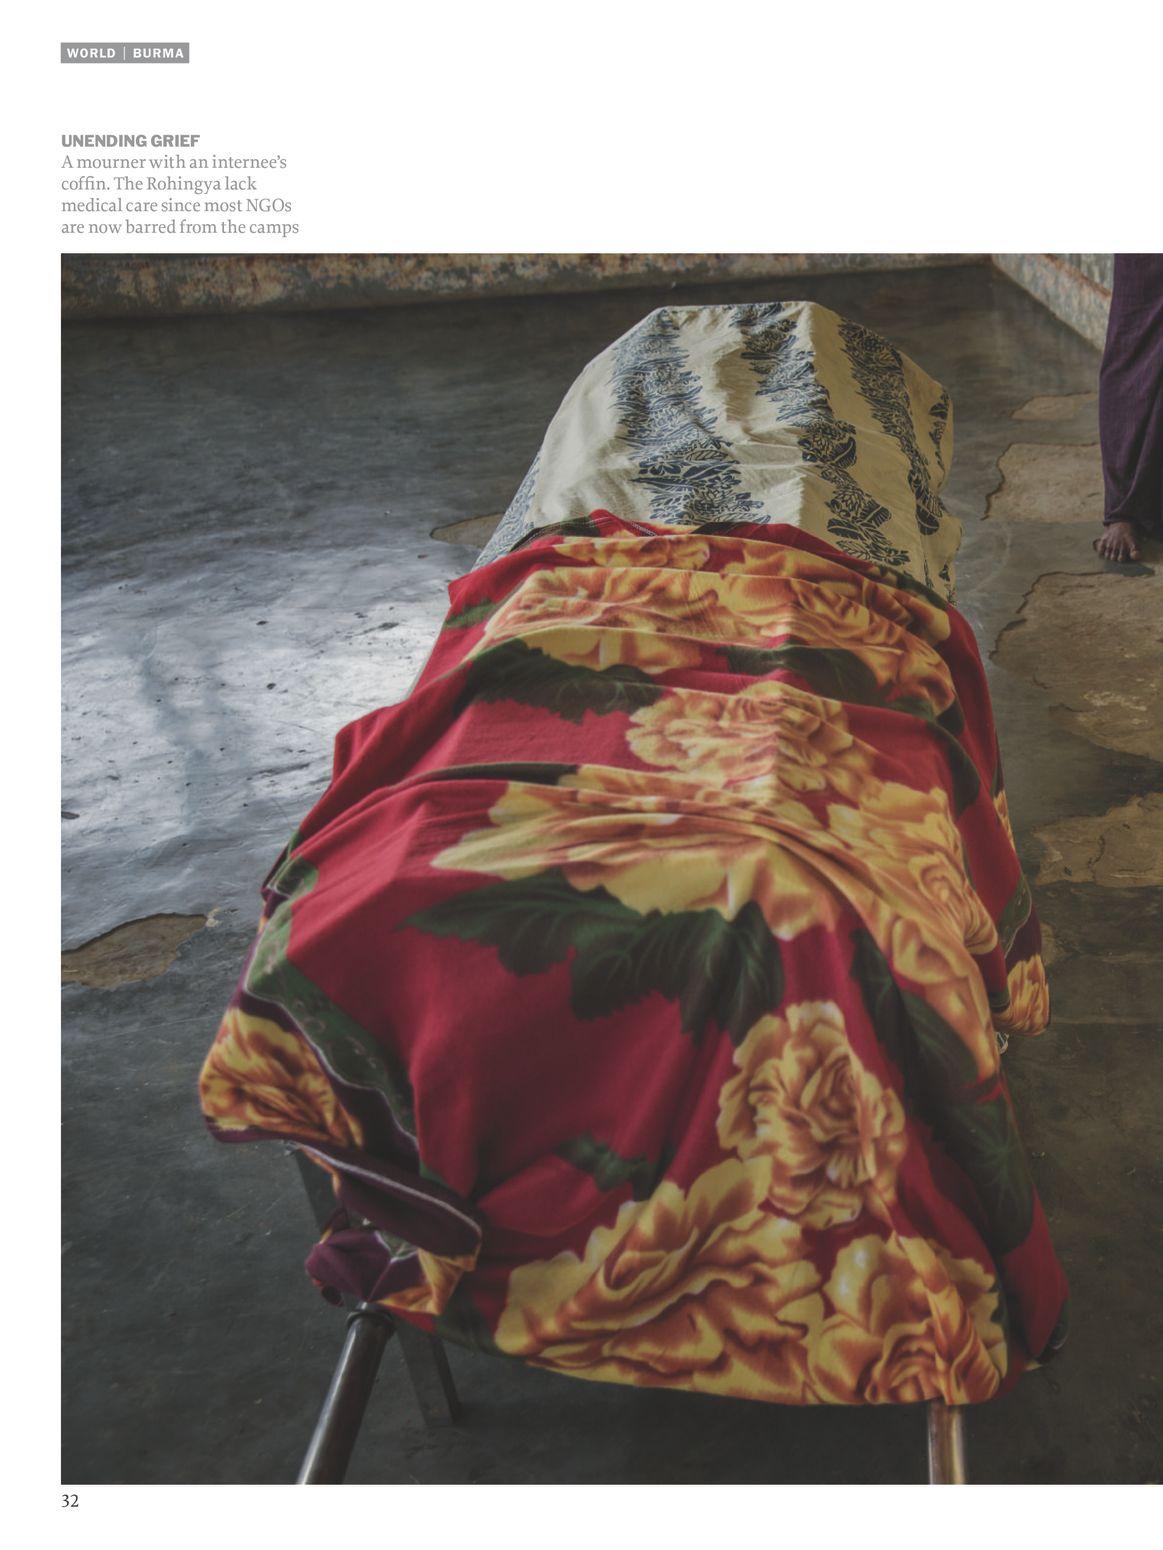 WORLD | BURMA
UNENDING GRIEF
A mourner with an internee’s
coffin. The Rohingya lack
medical care since most NGOs
are now barred from the camps
32